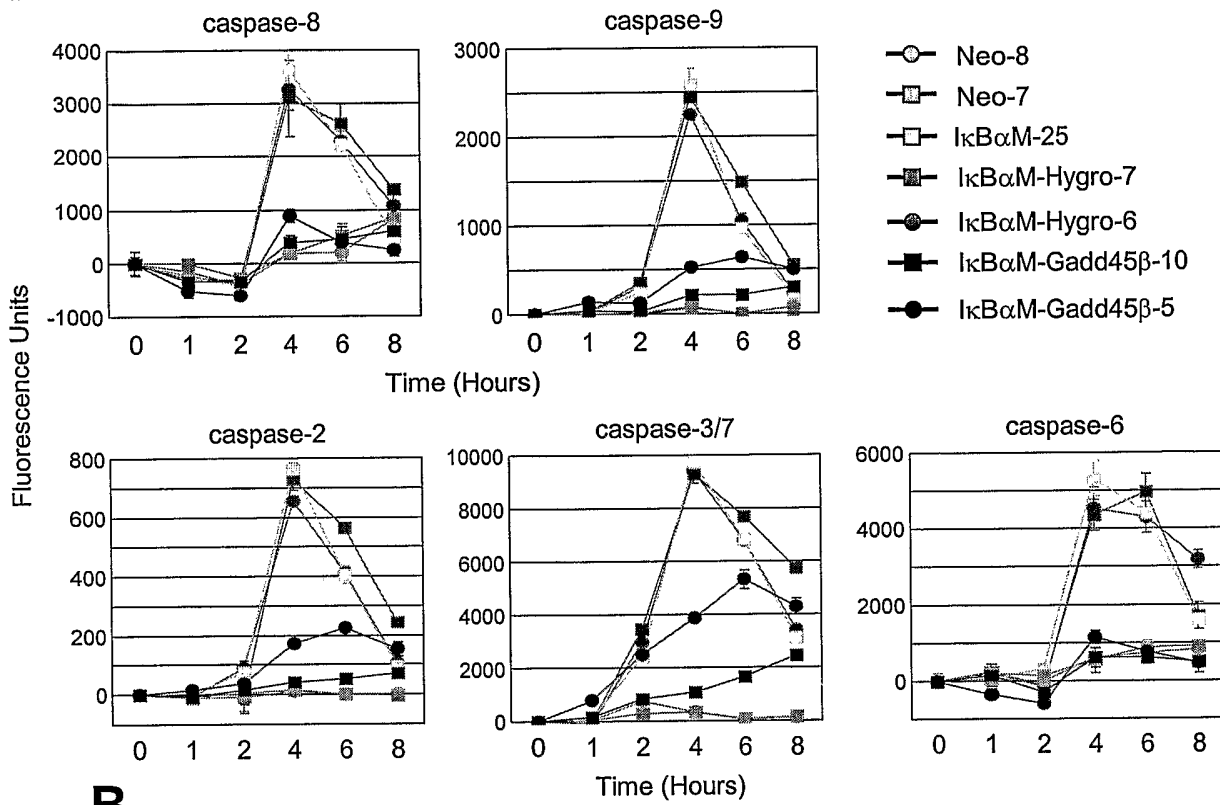 caspase-8
4000
3000
2000
1000
0
-1000
0 1 2 4 6 8
caspase-9
3000
2000
1000
0
0 1 2 4 6 8
Time (Hours)
Fluorescence Units
Neo-8
Neo-7
IκBαM-25
IκBαM-Hygro-7
IκBαM-Hygro-6
IκBαM-Gadd45β-10
IκBαM-Gadd45β-5
caspase-2
800
600
400
200
0
0 1 2 4 6 8
caspase-3/7
10000
8000
6000
4000
2000
0
0 1 2 4 6 8
Time (Hours)
caspase-6
6000
4000
2000
0
0 1 2 4 6 8
B